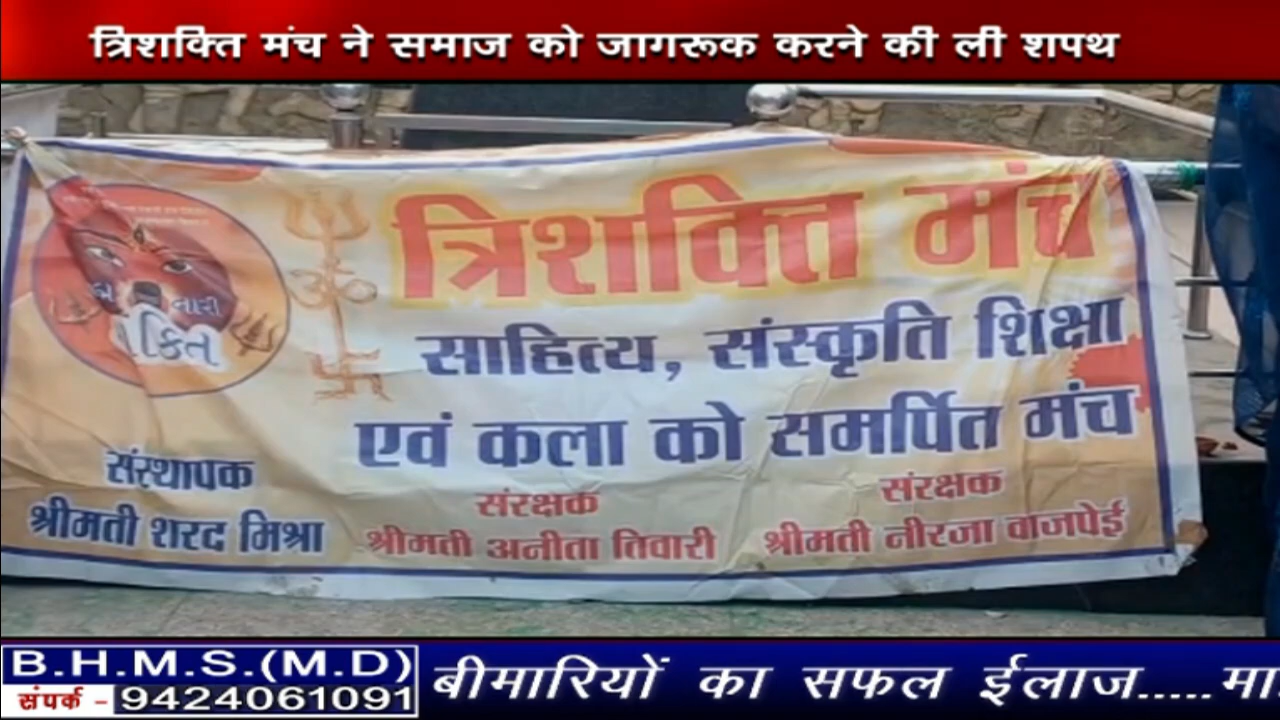 त्रिशक्ति मंच ने समाज को जागरूक करने की ली शपथ
त्रिशक्ति मंच
साहित्य, संस्कृति शिक्षा
एवं कला को समर्पित मंच
संस्थापक
श्रीमती शरद मिश्रा
संरक्षक
श्रीमती अनीता तिवारी
संरक्षक
श्रीमती नीरजा वाजपेई
B.H.M.S.(M.D)
संपर्क - 9424061091
बीमारियों का सफल ईलाज.....